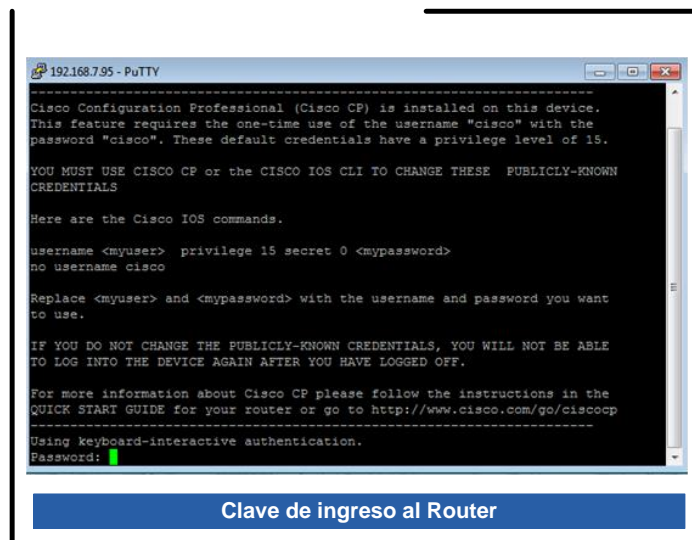 192.168.7.95 - PuTTY
Cisco Configuration Professional (Cisco CP) is installed on this device.
This feature requires the one-time use of the username "cisco" with the
password "cisco". These default credentials have a privilege level of 15.
YOU MUST USE CISCO CP or the CISCO IOS CLI TO CHANGE THESE  PUBLICLY-KNOWN
CREDENTIALS
Here are the Cisco IOS commands.
username <myuser>  privilege 15 secret 0 <mypassword>
no username cisco
Replace <myuser> and <mypassword> with the username and password you want
to use.
IF YOU DO NOT CHANGE THE PUBLICLY-KNOWN CREDENTIALS, YOU WILL NOT BE ABLE
TO LOG INTO THE DEVICE AGAIN AFTER YOU HAVE LOGGED OFF.
For more information about Cisco CP please follow the instructions in the
QUICK START GUIDE for your router or go to http://www.cisco.com/go/ciscocp
Using keyboard-interactive authentication.
Password:
Clave de ingreso al Router